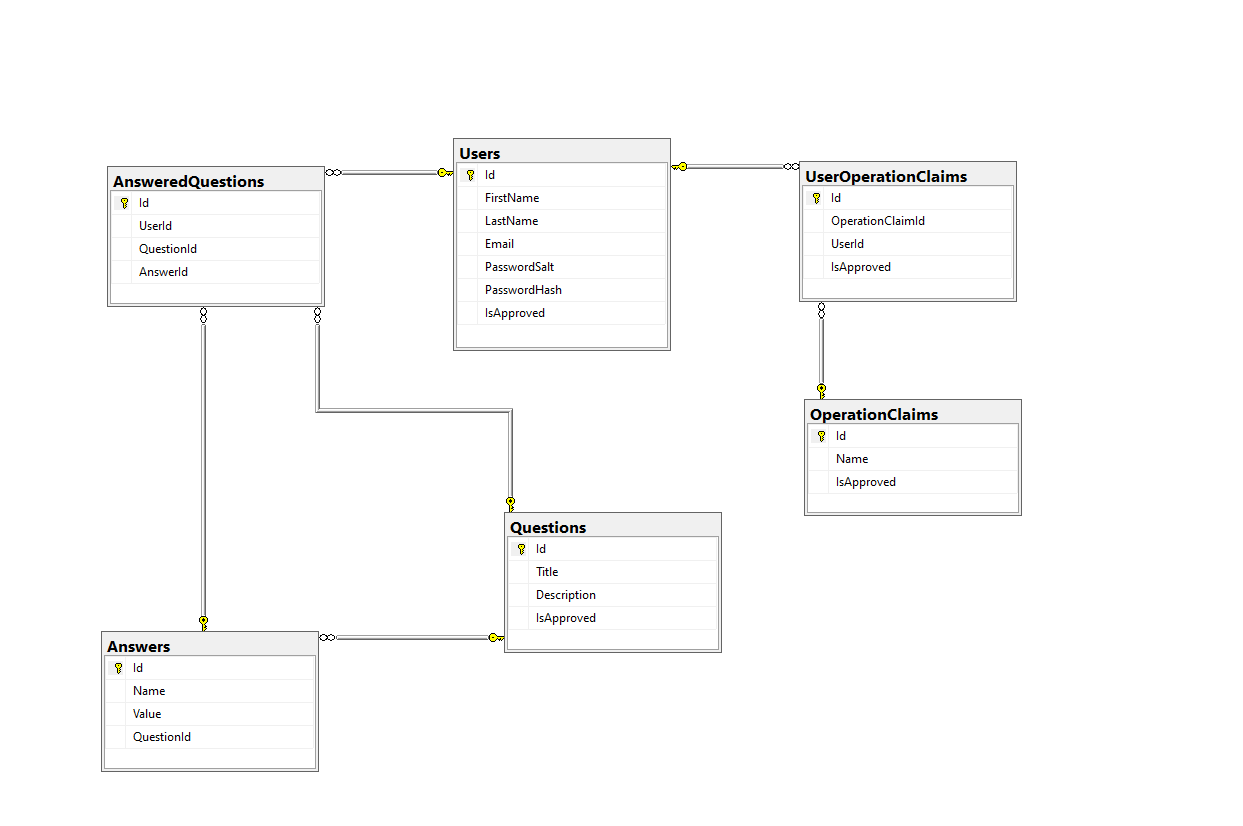 AnsweredQuestions
Id
UserId
QuestionId
AnswerId
Users
Id
FirstName
LastName
Email
PasswordSalt
PasswordHash
IsApproved
UserOperationClaims
Id
OperationClaimId
UserId
IsApproved
OperationClaims
Id
Name
IsApproved
Questions
Id
Title
Description
IsApproved
Answers
Id
Name
Value
QuestionId